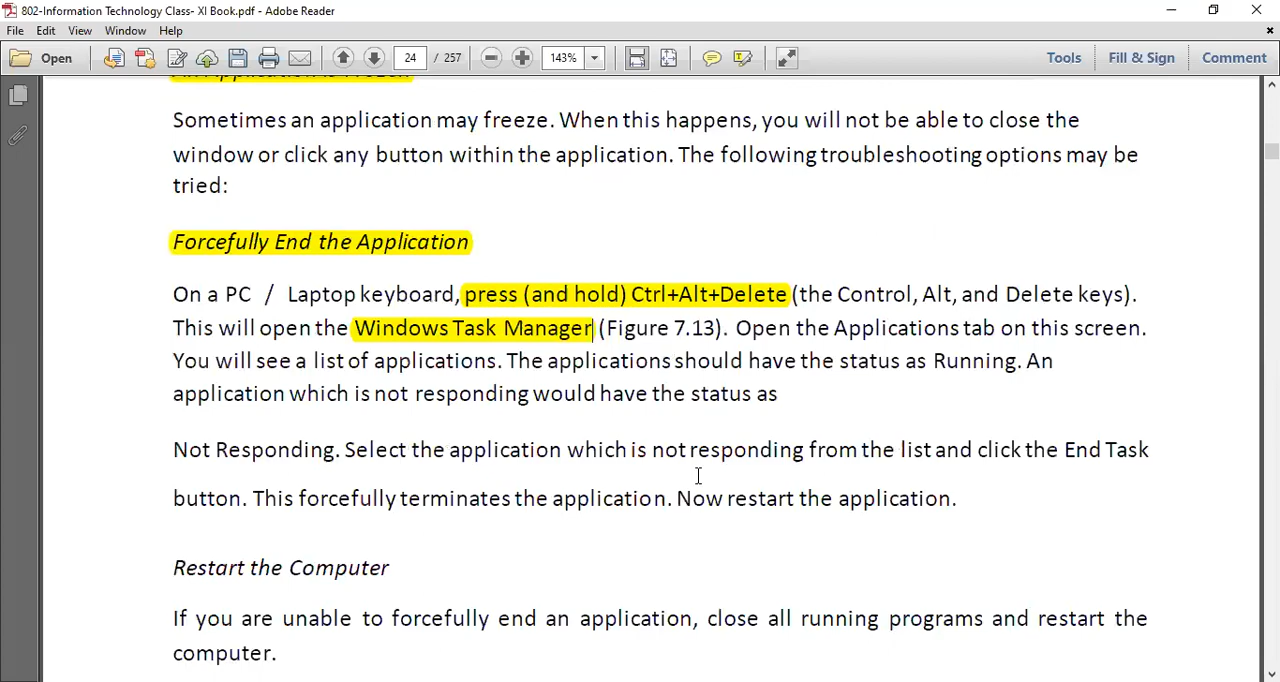 802-Information Technology Class- XI Book.pdf - Adobe Reader
File Edit View Window Help
Open 24 / 257 143% Tools Fill & Sign Comment
An Application is Frozen
Sometimes an application may freeze. When this happens, you will not be able to close the
window or click any button within the application. The following troubleshooting options may be
tried:
Forcefully End the Application
On a PC / Laptop keyboard, press (and hold) Ctrl+Alt+Delete (the Control, Alt, and Delete keys).
This will open the Windows Task Manager (Figure 7.13). Open the Applications tab on this screen.
You will see a list of applications. The applications should have the status as Running. An
application which is not responding would have the status as
Not Responding. Select the application which is not responding from the list and click the End Task
button. This forcefully terminates the application. Now restart the application.
Restart the Computer
If you are unable to forcefully end an application, close all running programs and restart the
computer.